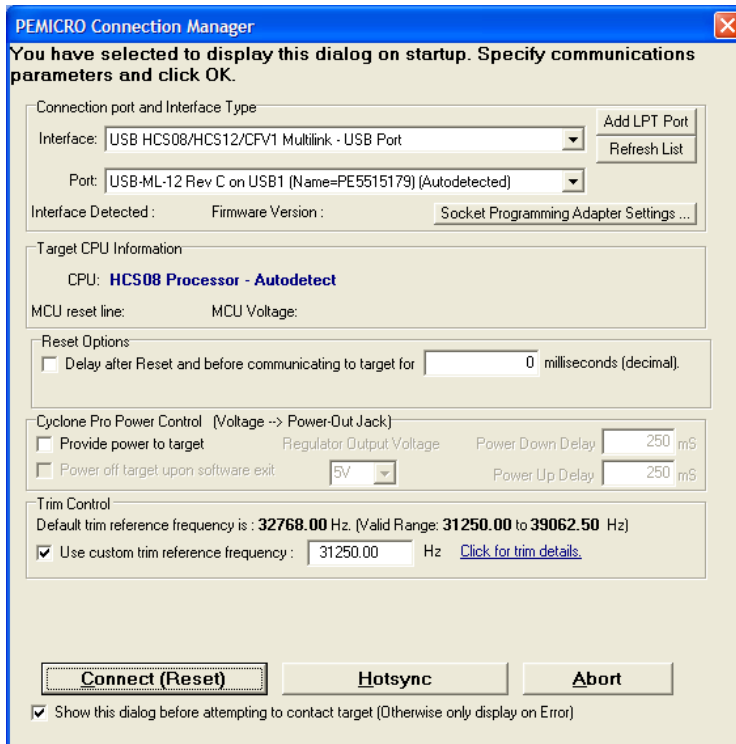 PEMICRO Connection Manager
You have selected to display this dialog on startup. Specify communications
parameters and click OK.
Connection port and Interface Type
Add LPT Port
Interface: USB HCS08/HCS12/CFV1 Multilink - USB Port
Refresh List
Port: USB-ML-12 Rev C on USB1 (Name=PE5515179) (Autodetected)
Interface Detected : Firmware Version : Socket Programming Adapter Settings ...
Target CPU Information
CPU: HCS08 Processor - Autodetect
MCU reset line: MCU Voltage:
Reset Options
Delay after Reset and before communicating to target for 0 milliseconds (decimal).
Cyclone Pro Power Control (Voltage --> Power-Out Jack)
Provide power to target Regulator Output Voltage Power Down Delay 250 mS
Power off target upon software exit 5V Power Up Delay 250 mS
Trim Control
Default trim reference frequency is : 32768.00 Hz. (Valid Range: 31250.00 to 39062.50 Hz)
Use custom trim reference frequency : 31250.00 Hz Click for trim details.
Connect (Reset) Hotsync Abort
Show this dialog before attempting to contact target (Otherwise only display on Error)